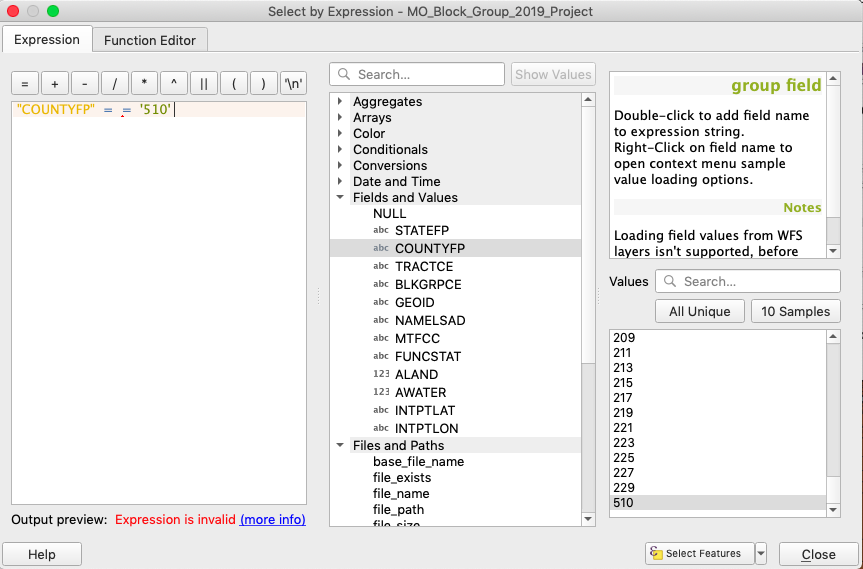 Select by Expression - MO_Block_Group_2019_Project
Expression
Function Editor
= + - / * ^ || ( ) '\n'
"COUNTYFP" = = '510'
Output preview: Expression is invalid (more info)
Search...
Show Values
Aggregates
Arrays
Color
Conditionals
Conversions
Date and Time
Fields and Values
NULL
abc STATEFP
abc COUNTYFP
abc TRACTCE
abc BLKGRPCE
abc GEOID
abc NAMELSAD
abc MTFCC
abc FUNCSTAT
123 ALAND
123 AWATER
abc INTPTLAT
abc INTPTLON
Files and Paths
base_file_name
file_exists
file_name
file_path
file_size
group field
Double-click to add field name
to expression string.
Right-Click on field name to
open context menu sample
value loading options.
Notes
Loading field values from WFS
layers isn't supported, before
Values
Search...
All Unique
10 Samples
209
211
213
215
217
219
221
223
225
227
229
510
Help
Select Features
Close